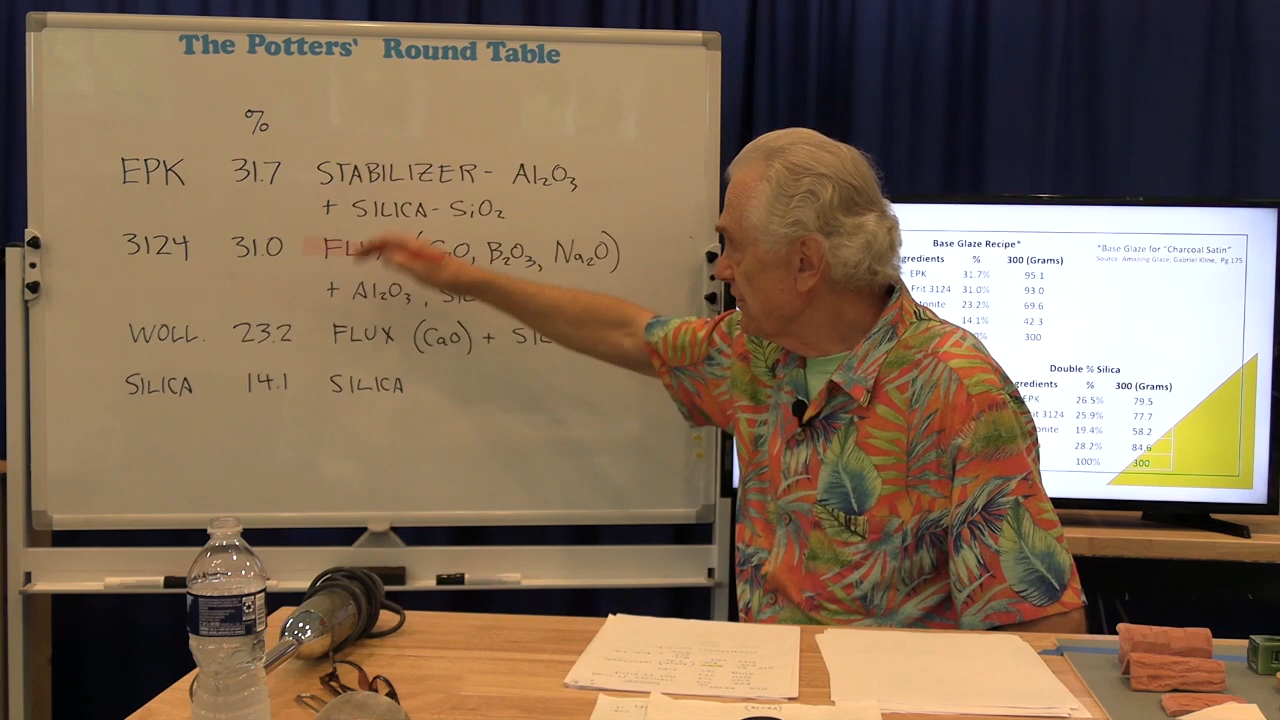 The Potters' Round Table
%
EPK 31.7 STABILIZER - Al2O3
+ SILICA - SiO2
3124 31.0 O, B2O3, Na2O)
+ Al2O3,
WOLL. 23.2 FLUX (CaO) +
SILICA 14.1 SILICA
Base Glaze Recipe*
% 300 (Grams)
EPK 31.7% 95.1
Frit 3124 31.0% 93.0
23.2% 69.6
14.1% 42.3
300
*Base Glaze for "Charcoal Satin"
Source: Amazing Glaze, Gabriel Kline, Pg 175
Double % Silica
% 300 (Grams)
EPK 26.5% 79.5
3124 25.9% 77.7
19.4% 58.2
28.2% 84.6
100% 300